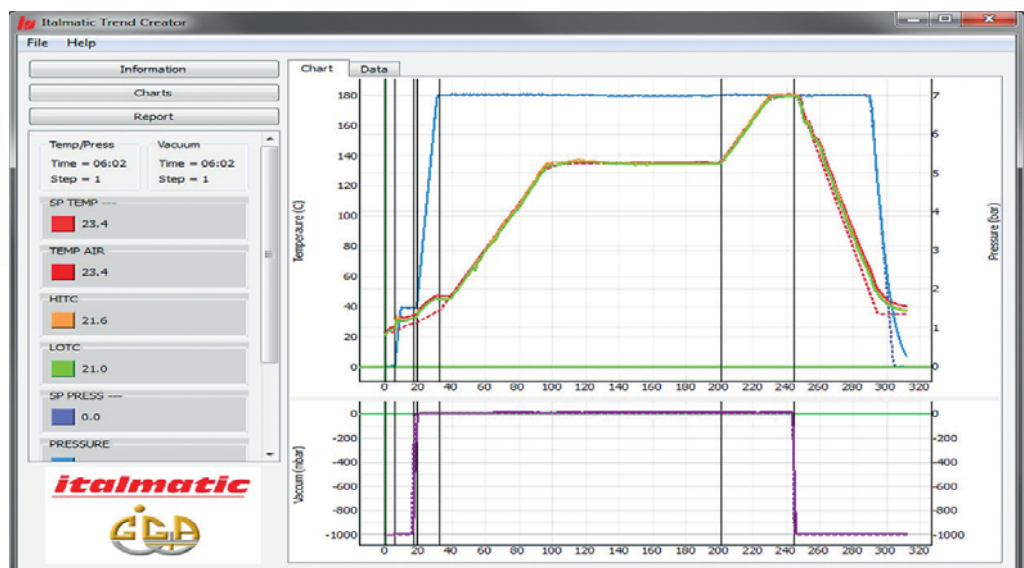 Italmatic Trend Creator
File Help
Information
Charts
Report
Temp/Press Vacuum
Time = 06:02 Time = 06:02
Step = 1 Step = 1
SP TEMP ---
23.4
TEMP AIR
23.4
HITC
21.6
LOTC
21.0
SP PRESS ---
0.0
PRESSURE
italmatic
GGA
Chart Data
Temperature (C)
180
160
140
120
100
80
60
40
20
0
7
6
5
4
3
2
1
0
Pressure (bar)
0 20 40 60 80 100 120 140 160 180 200 220 240 260 280 300 320
Vaccum (mbar)
0
-200
-400
-600
-800
-1000
0
-200
-400
-600
-800
-1000
0 20 40 60 80 100 120 140 160 180 200 220 240 260 280 300 320